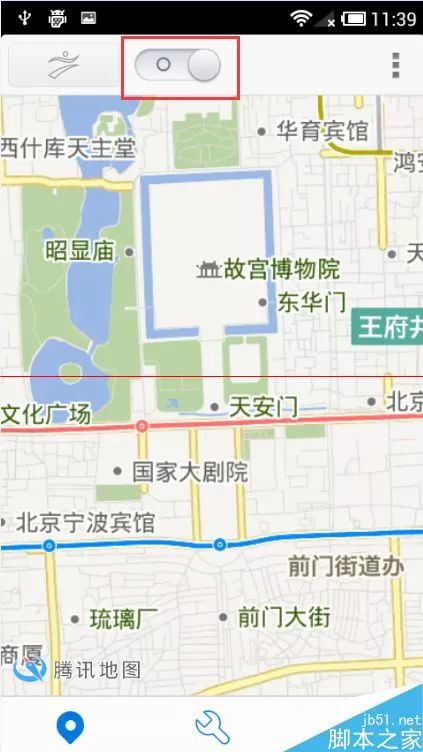 11:39
华育宾馆
西什库天主堂
鸿安
昭显庙
天
故宫博物院
东华门
王府井
文化广场
天安门
北京
国家大剧院
北京宁波宾馆
前门街道办
琉璃厂
前门大街
商厦
腾讯地图
jb51.net
脚本之家